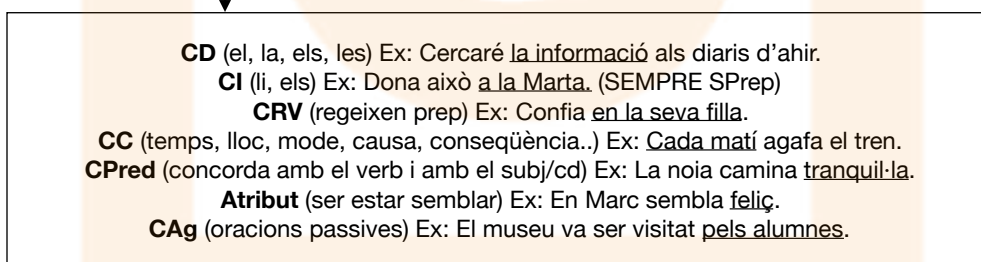 CD (el, la, els, les) Ex: Cercaré la informació als diaris d'ahir.
CI (li, els) Ex: Dona això a la Marta. (SEMPRE SPrep)
CRV (regeixen prep) Ex: Confia en la seva filla.
CC (temps, lloc, mode, causa, conseqüència..) Ex: Cada matí agafa el tren.
CPred (concorda amb el verb i amb el subj/cd) Ex: La noia camina tranquil·la.
Atribut (ser estar semblar) Ex: En Marc sembla feliç.
CAg (oracions passives) Ex: El museu va ser visitat pels alumnes.